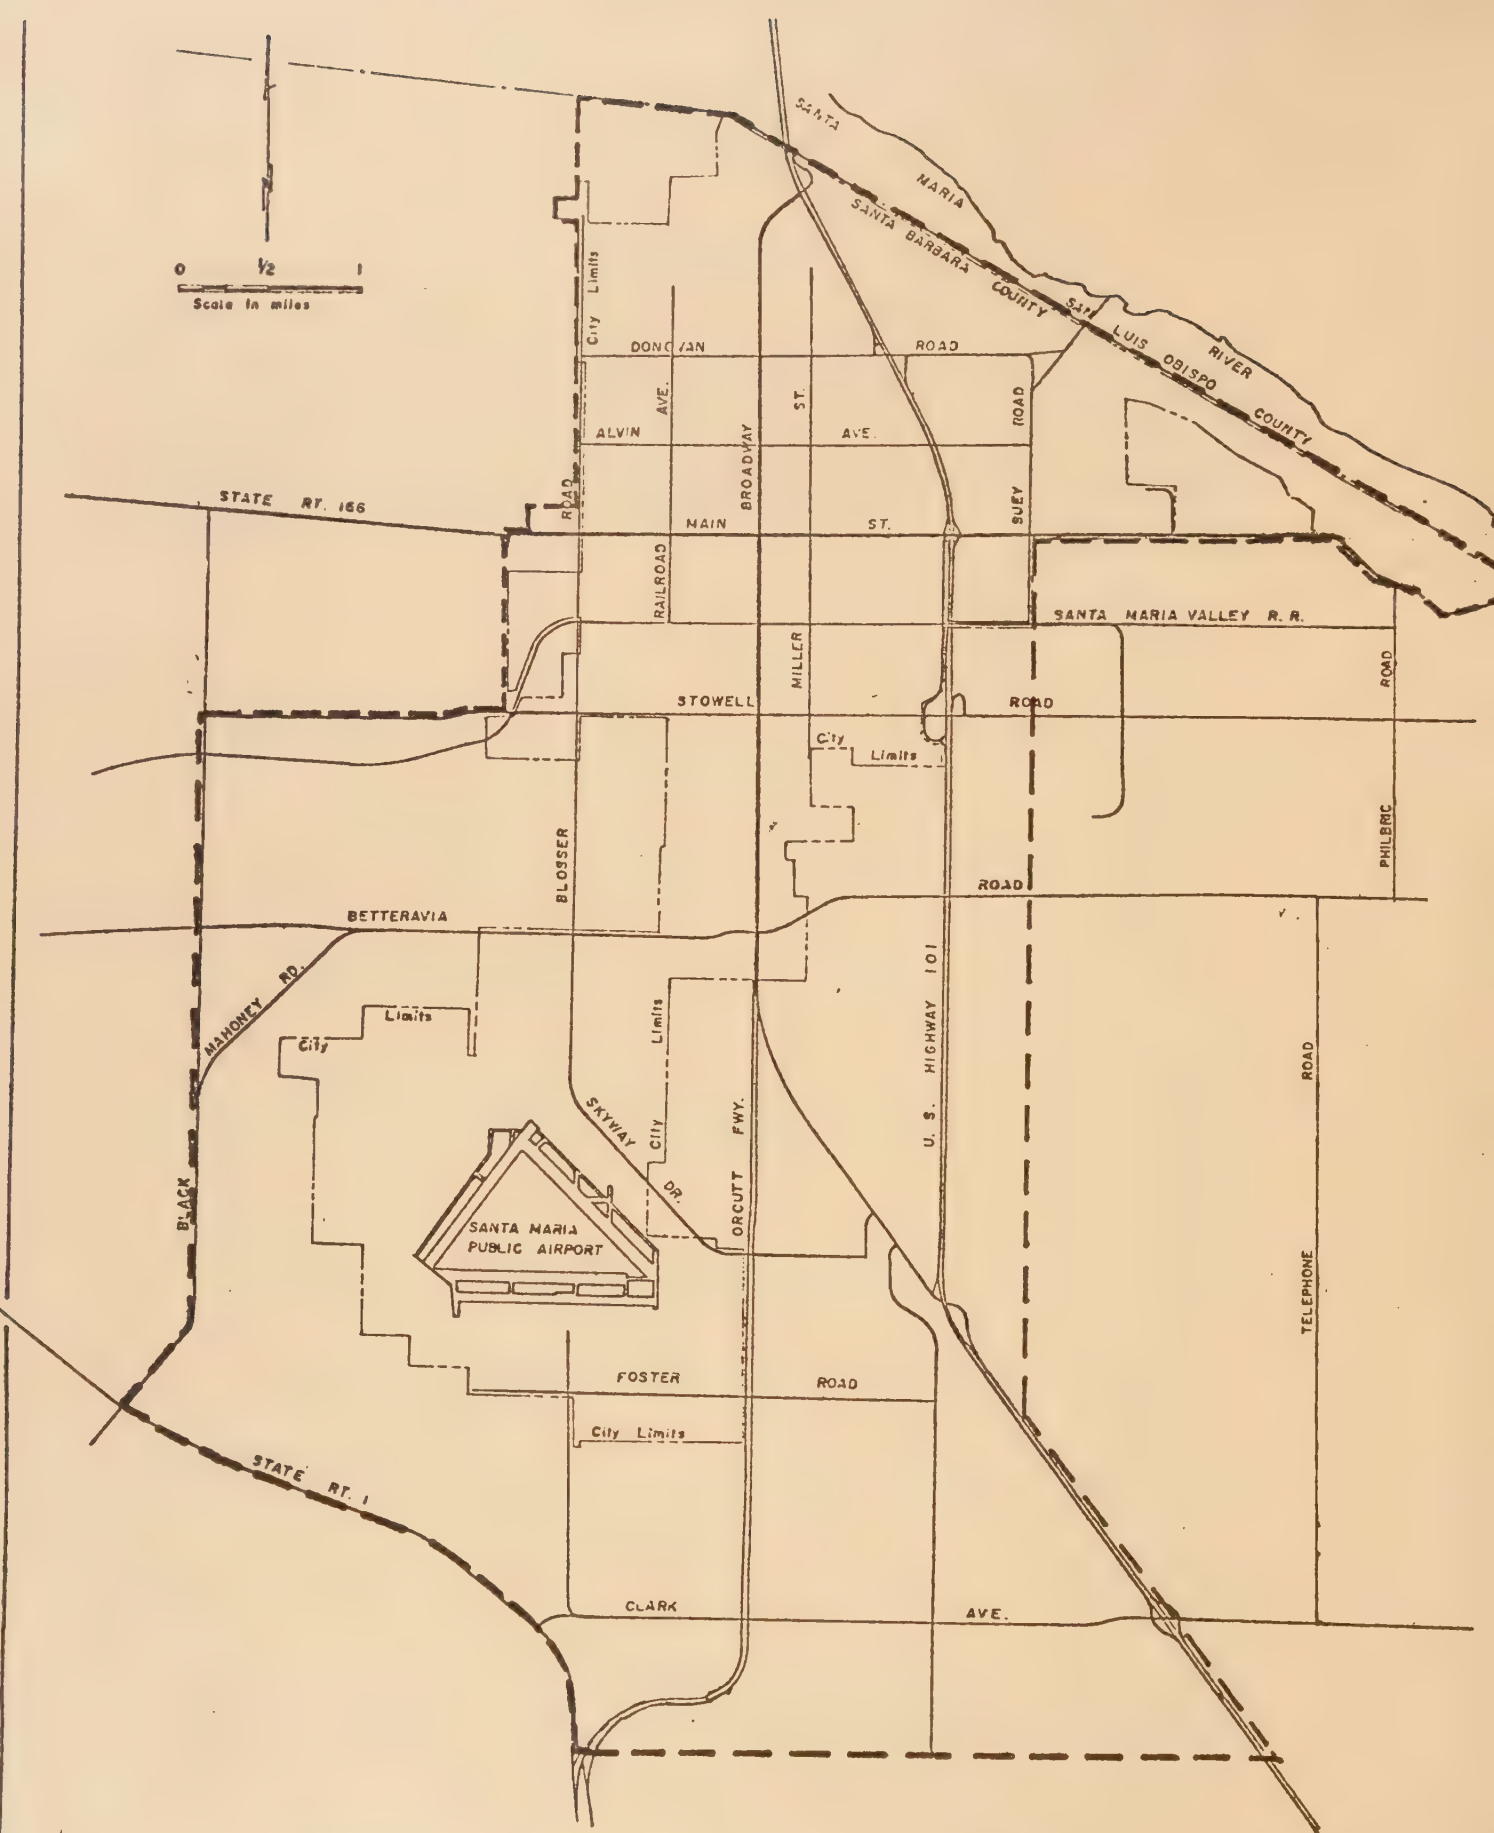 SANTA
MARIA
RIVER
SANTA BARBARA
COUNTY
SAN LUIS OBISPO
COUNTY
0 1/2 1
Scale in miles
City Limits
DONOVAN ROAD
AVE.
ST.
ROAD
ALVIN AVE.
BROADWAY
STATE RT. 166
ROAD
MAIN ST.
SUEY
RAILROAD
SANTA MARIA VALLEY R. R.
MILLER
ROAD
STOWELL ROAD
City Limits
BLOSSER
PHILBRIC
ROAD
BETTERAVIA
MAHONEY RD.
Limits
City
City Limits
U. S. HIGHWAY 101
ROAD
SKYWAY DR.
ORCUTT FWY.
BLACK
SANTA MARIA
PUBLIC AIRPORT
TELEPHONE
FOSTER ROAD
City Limits
STATE RT. 1
CLARK AVE.